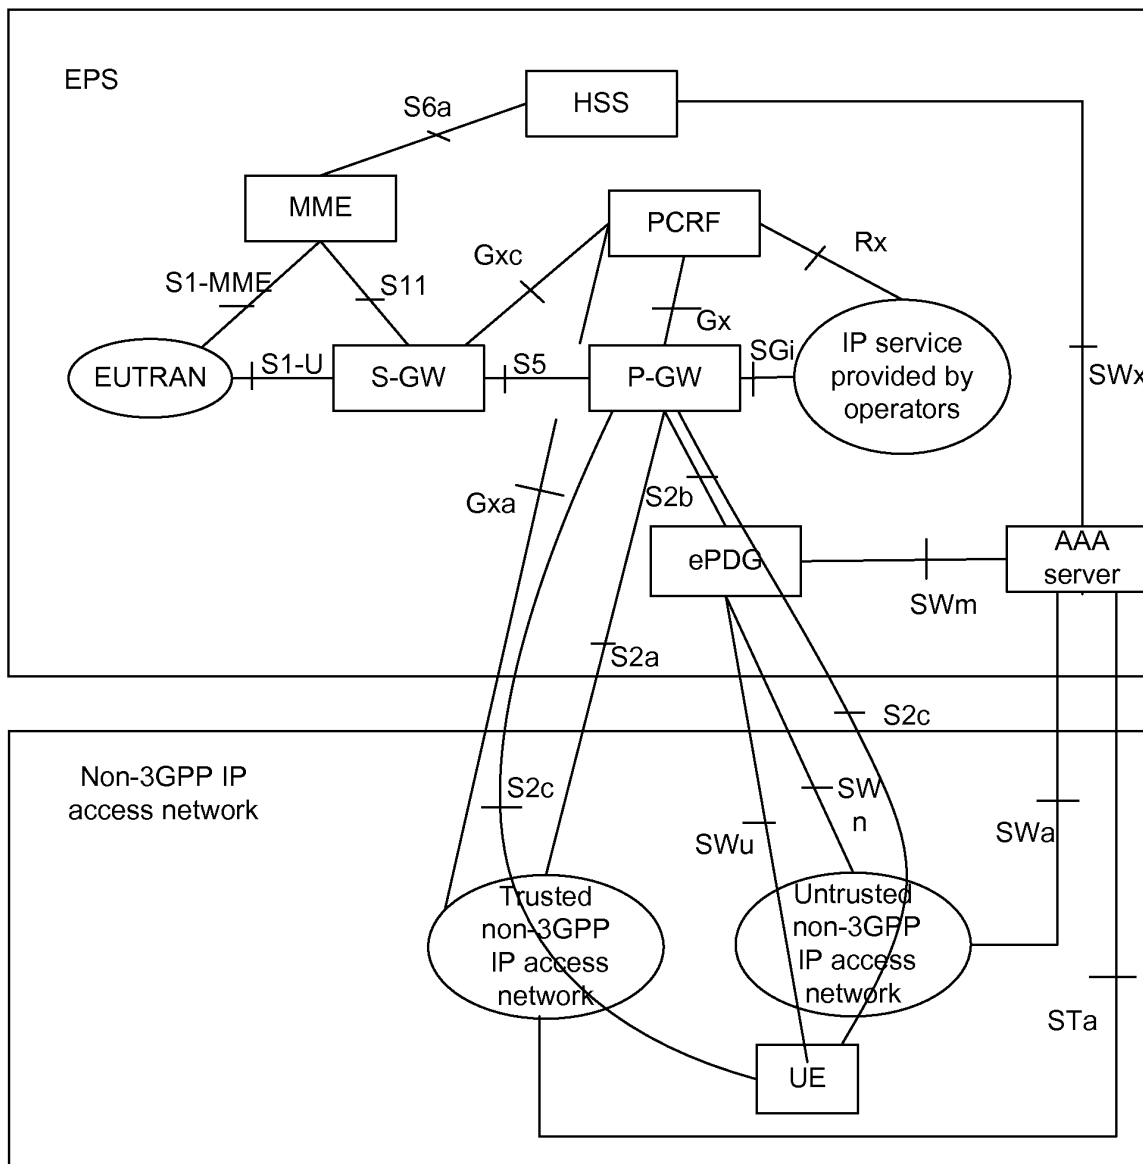 EPS
HSS
S6a
MME
PCRF
Rx
Gxc
S1-MME
S11
Gx
SGi
IP service
provided by
operators
EUTRAN
S1-U
S-GW
S5
P-GW
SWx
Gxa
S2b
ePDG
AAA
server
SWm
S2a
S2c
Non-3GPP IP
access network
S2c
SW
n
SWu
SWa
Trusted
non-3GPP
IP access
network
Untrusted
non-3GPP
IP access
network
STa
UE